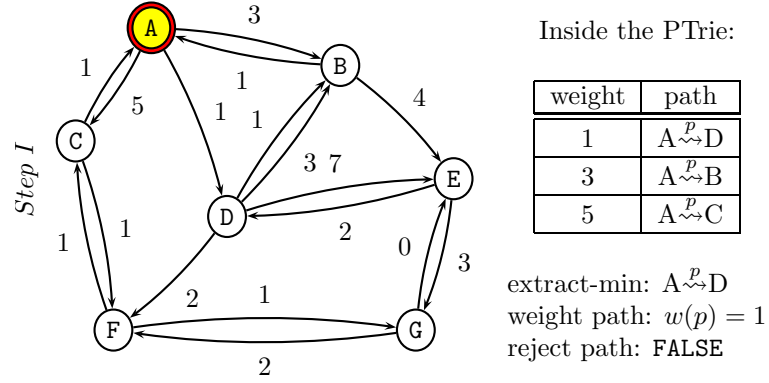 A
3
Inside the PTrie:
B
1
1
4
weight path
5
1
1
C
1 A p⇝ D
3 7
3 A p⇝ B
E
Step I
5 A p⇝ C
D
2
1
1
0
3
extract-min: A p⇝ D
2
1
weight path: w(p) = 1
F
G
reject path: FALSE
2